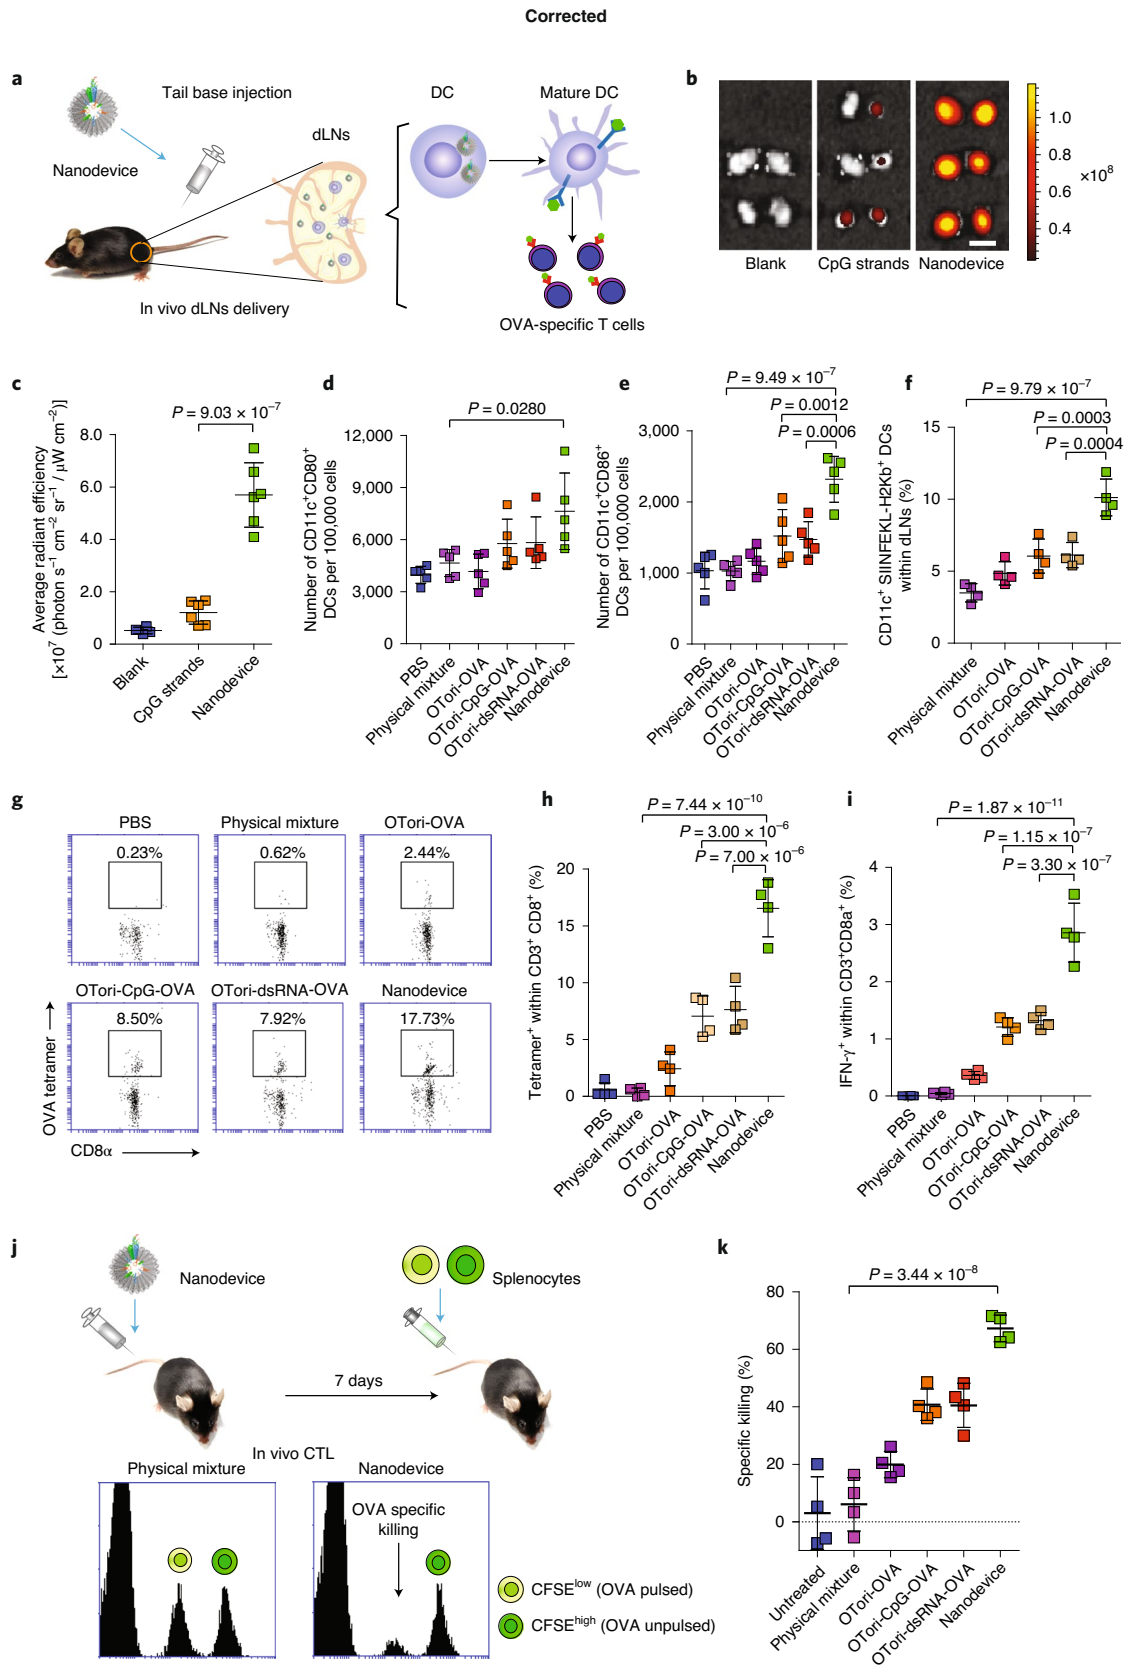 Corrected
a
Tail base injection
Nanodevice
dLNs
In vivo dLNs delivery
DC
Mature DC
OVA-specific T cells
b
Blank
CpG strands
Nanodevice
1.0
0.8
0.6
0.4
×10⁸
c
Average radiant efficiency
[×10⁷ (photon s⁻¹ cm⁻² sr⁻¹ / μW cm⁻²)]
P = 9.03 × 10⁻⁷
8.0
6.0
4.0
2.0
0
Blank
CpG strands
Nanodevice
d
Number of CD11c⁺CD80⁺
DCs per 100,000 cells
P = 0.0280
12,000
9,000
6,000
3,000
0
PBS
Physical mixture
OTori-OVA
OTori-CpG-OVA
OTori-dsRNA-OVA
Nanodevice
e
Number of CD11c⁺CD86⁺
DCs per 100,000 cells
P = 9.49 × 10⁻⁷
P = 0.0012
P = 0.0006
3,000
2,000
1,000
0
PBS
Physical mixture
OTori-OVA
OTori-CpG-OVA
OTori-dsRNA-OVA
Nanodevice
f
CD11c⁺ SIINFEKL-H2Kb⁺ DCs
within dLNs (%)
P = 9.79 × 10⁻⁷
P = 0.0003
P = 0.0004
15
10
5
0
Physical mixture
OTori-OVA
OTori-CpG-OVA
OTori-dsRNA-OVA
Nanodevice
g
PBS
0.23%
Physical mixture
0.62%
OTori-OVA
2.44%
OTori-CpG-OVA
8.50%
OTori-dsRNA-OVA
7.92%
Nanodevice
17.73%
OVA tetramer
CD8α
h
Tetramer⁺ within CD3⁺ CD8⁺ (%)
P = 7.44 × 10⁻¹⁰
P = 3.00 × 10⁻⁶
P = 7.00 × 10⁻⁶
20
15
10
5
0
PBS
Physical mixture
OTori-OVA
OTori-CpG-OVA
OTori-dsRNA-OVA
Nanodevice
i
IFN-γ⁺ within CD3⁺CD8a⁺ (%)
P = 1.87 × 10⁻¹¹
P = 1.15 × 10⁻⁷
P = 3.30 × 10⁻⁷
4
3
2
1
0
PBS
Physical mixture
OTori-OVA
OTori-CpG-OVA
OTori-dsRNA-OVA
Nanodevice
j
Nanodevice
Splenocytes
7 days
In vivo CTL
Physical mixture
Nanodevice
OVA specific
killing
CFSEˡᵒʷ (OVA pulsed)
CFSEʰⁱᵍʰ (OVA unpulsed)
k
Specific killing (%)
P = 3.44 × 10⁻⁸
80
60
40
20
0
Untreated
Physical mixture
OTori-OVA
OTori-CpG-OVA
OTori-dsRNA-OVA
Nanodevice